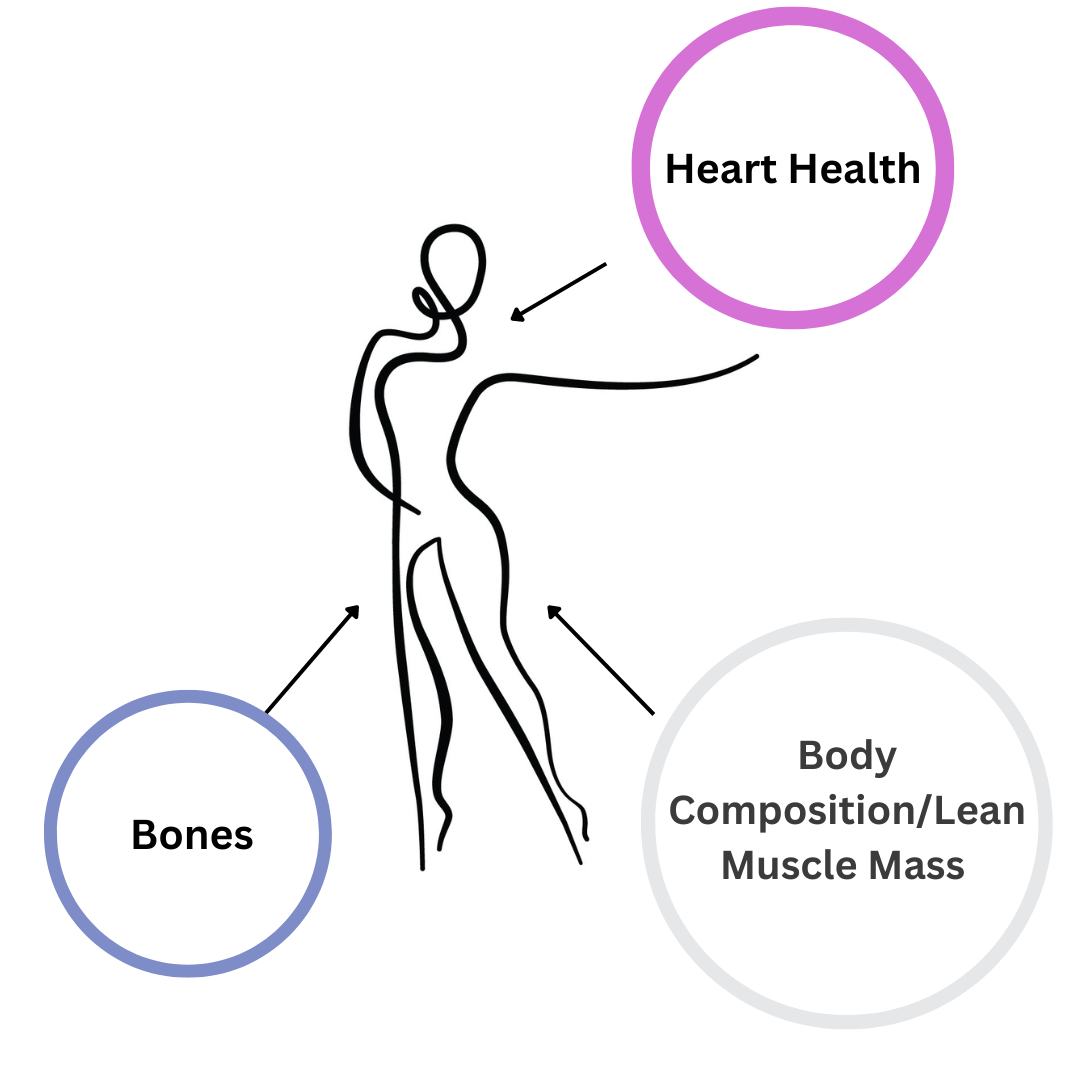 Heart Health
Bones
Body
Composition/Lean
Muscle Mass